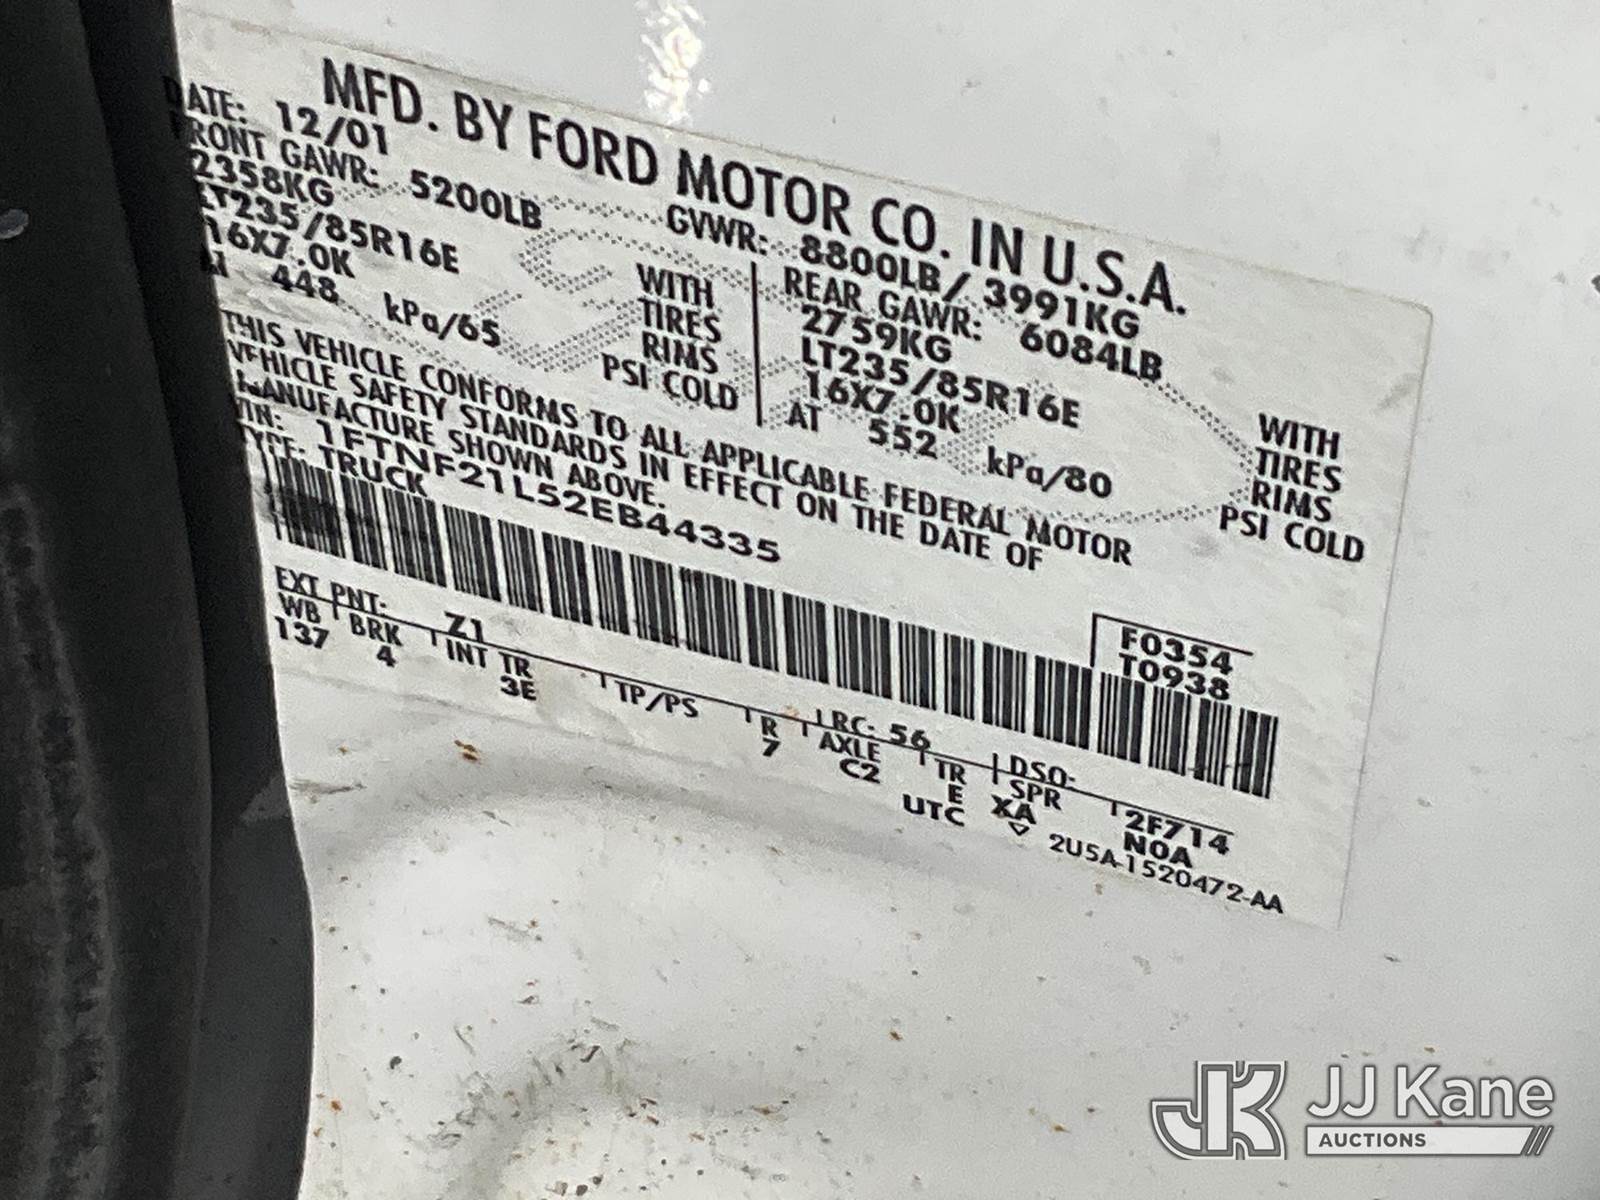 MFD. BY FORD MOTOR CO. IN U.S.A.
DATE: 12/01 GVWR: 8800LB/ 3991KG
FRONT GAWR: 5200LB REAR GAWR: 6084LB
2358KG WITH 2759KG WITH
LT235/85R16E TIRES LT235/85R16E TIRES
16X7.0K RIMS 16X7.0K RIMS
448 kPa/65 PSI COLD AT 552 kPa/80 PSI COLD
THIS VEHICLE CONFORMS TO ALL APPLICABLE FEDERAL MOTOR
VEHICLE SAFETY STANDARDS IN EFFECT ON THE DATE OF
MANUFACTURE SHOWN ABOVE.
VIN: 1FTNF21L52EB44335
TYPE: TRUCK
F0354
T0938
EXT PNT: Z1 RC: 56 DSO:
WB BRK INT TR TP/PS R AXLE TR SPR 2F714
137 4 3E 7 C2 E XA N0A
UTC 2U5A-1520472-AA
JJ Kane
AUCTIONS